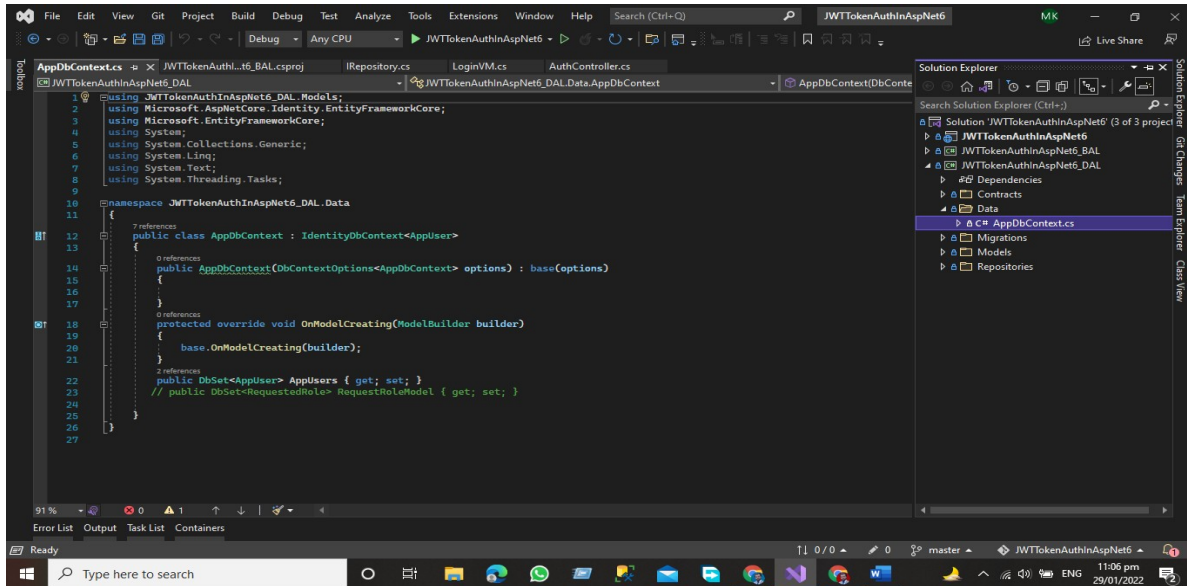 File Edit View Git Project Build Debug Test Analyze Tools Extensions Window Help Search (Ctrl+Q) JWTTokenAuthInAspNet6 MK
Debug Any CPU JWTTokenAuthInAspNet6 Live Share
Toolbox
AppDbContext.cs JWTTokenAuthI...t6_BAL.csproj IRepository.cs LoginVM.cs AuthController.cs
JWTTokenAuthInAspNet6_DAL JWTTokenAuthInAspNet6_DAL.Data.AppDbContext AppDbContext(DbConte
1 using JWTTokenAuthInAspNet6_DAL.Models;
2 using Microsoft.AspNetCore.Identity.EntityFrameworkCore;
3 using Microsoft.EntityFrameworkCore;
4 using System;
5 using System.Collections.Generic;
6 using System.Linq;
7 using System.Text;
8 using System.Threading.Tasks;
9
10 namespace JWTTokenAuthInAspNet6_DAL.Data
11 {
7 references
12 public class AppDbContext : IdentityDbContext<AppUser>
13 {
0 references
14 public AppDbContext(DbContextOptions<AppDbContext> options) : base(options)
15 {
16
17 }
0 references
18 protected override void OnModelCreating(ModelBuilder builder)
19 {
20 base.OnModelCreating(builder);
21 }
2 references
22 public DbSet<AppUser> AppUsers { get; set; }
23 // public DbSet<RequestedRole> RequestRoleModel { get; set; }
24
25 }
26 }
27
91 % 0 1
Error List Output Task List Containers
Solution Explorer
Search Solution Explorer (Ctrl+;)
Solution 'JWTTokenAuthInAspNet6' (3 of 3 project
JWTTokenAuthInAspNet6
C# JWTTokenAuthInAspNet6_BAL
C# JWTTokenAuthInAspNet6_DAL
Dependencies
Contracts
Data
C# AppDbContext.cs
Migrations
Models
Repositories
Solution Explorer
Git Changes
Team Explorer
Class View
Ready 0 / 0 0 master JWTTokenAuthInAspNet6
Type here to search ENG 11:06 pm
29/01/2022